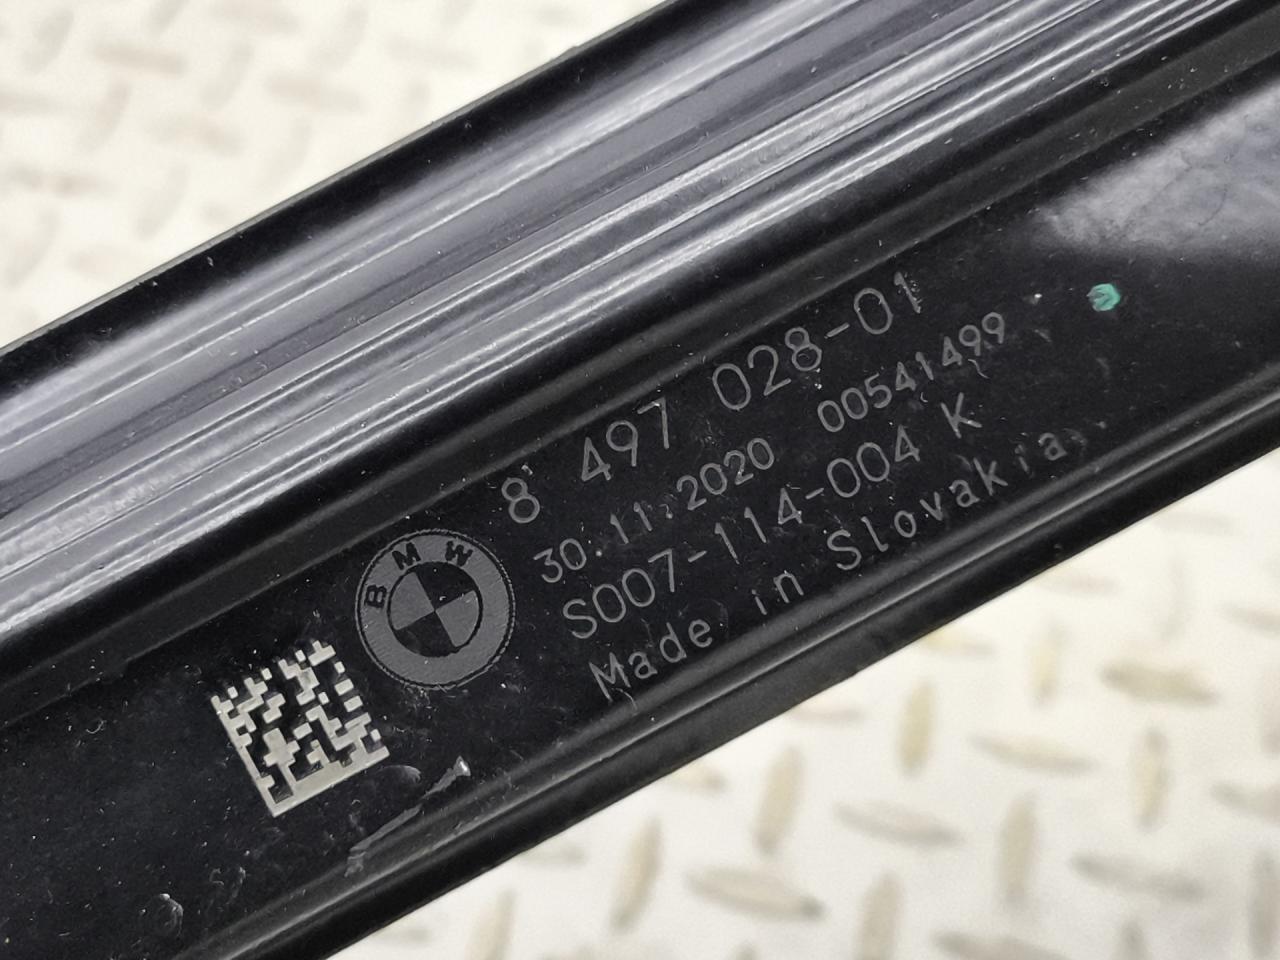 8 497 028-01
30.11.2020 00541499
S007-114-004 K
Made in Slovakia
BMW